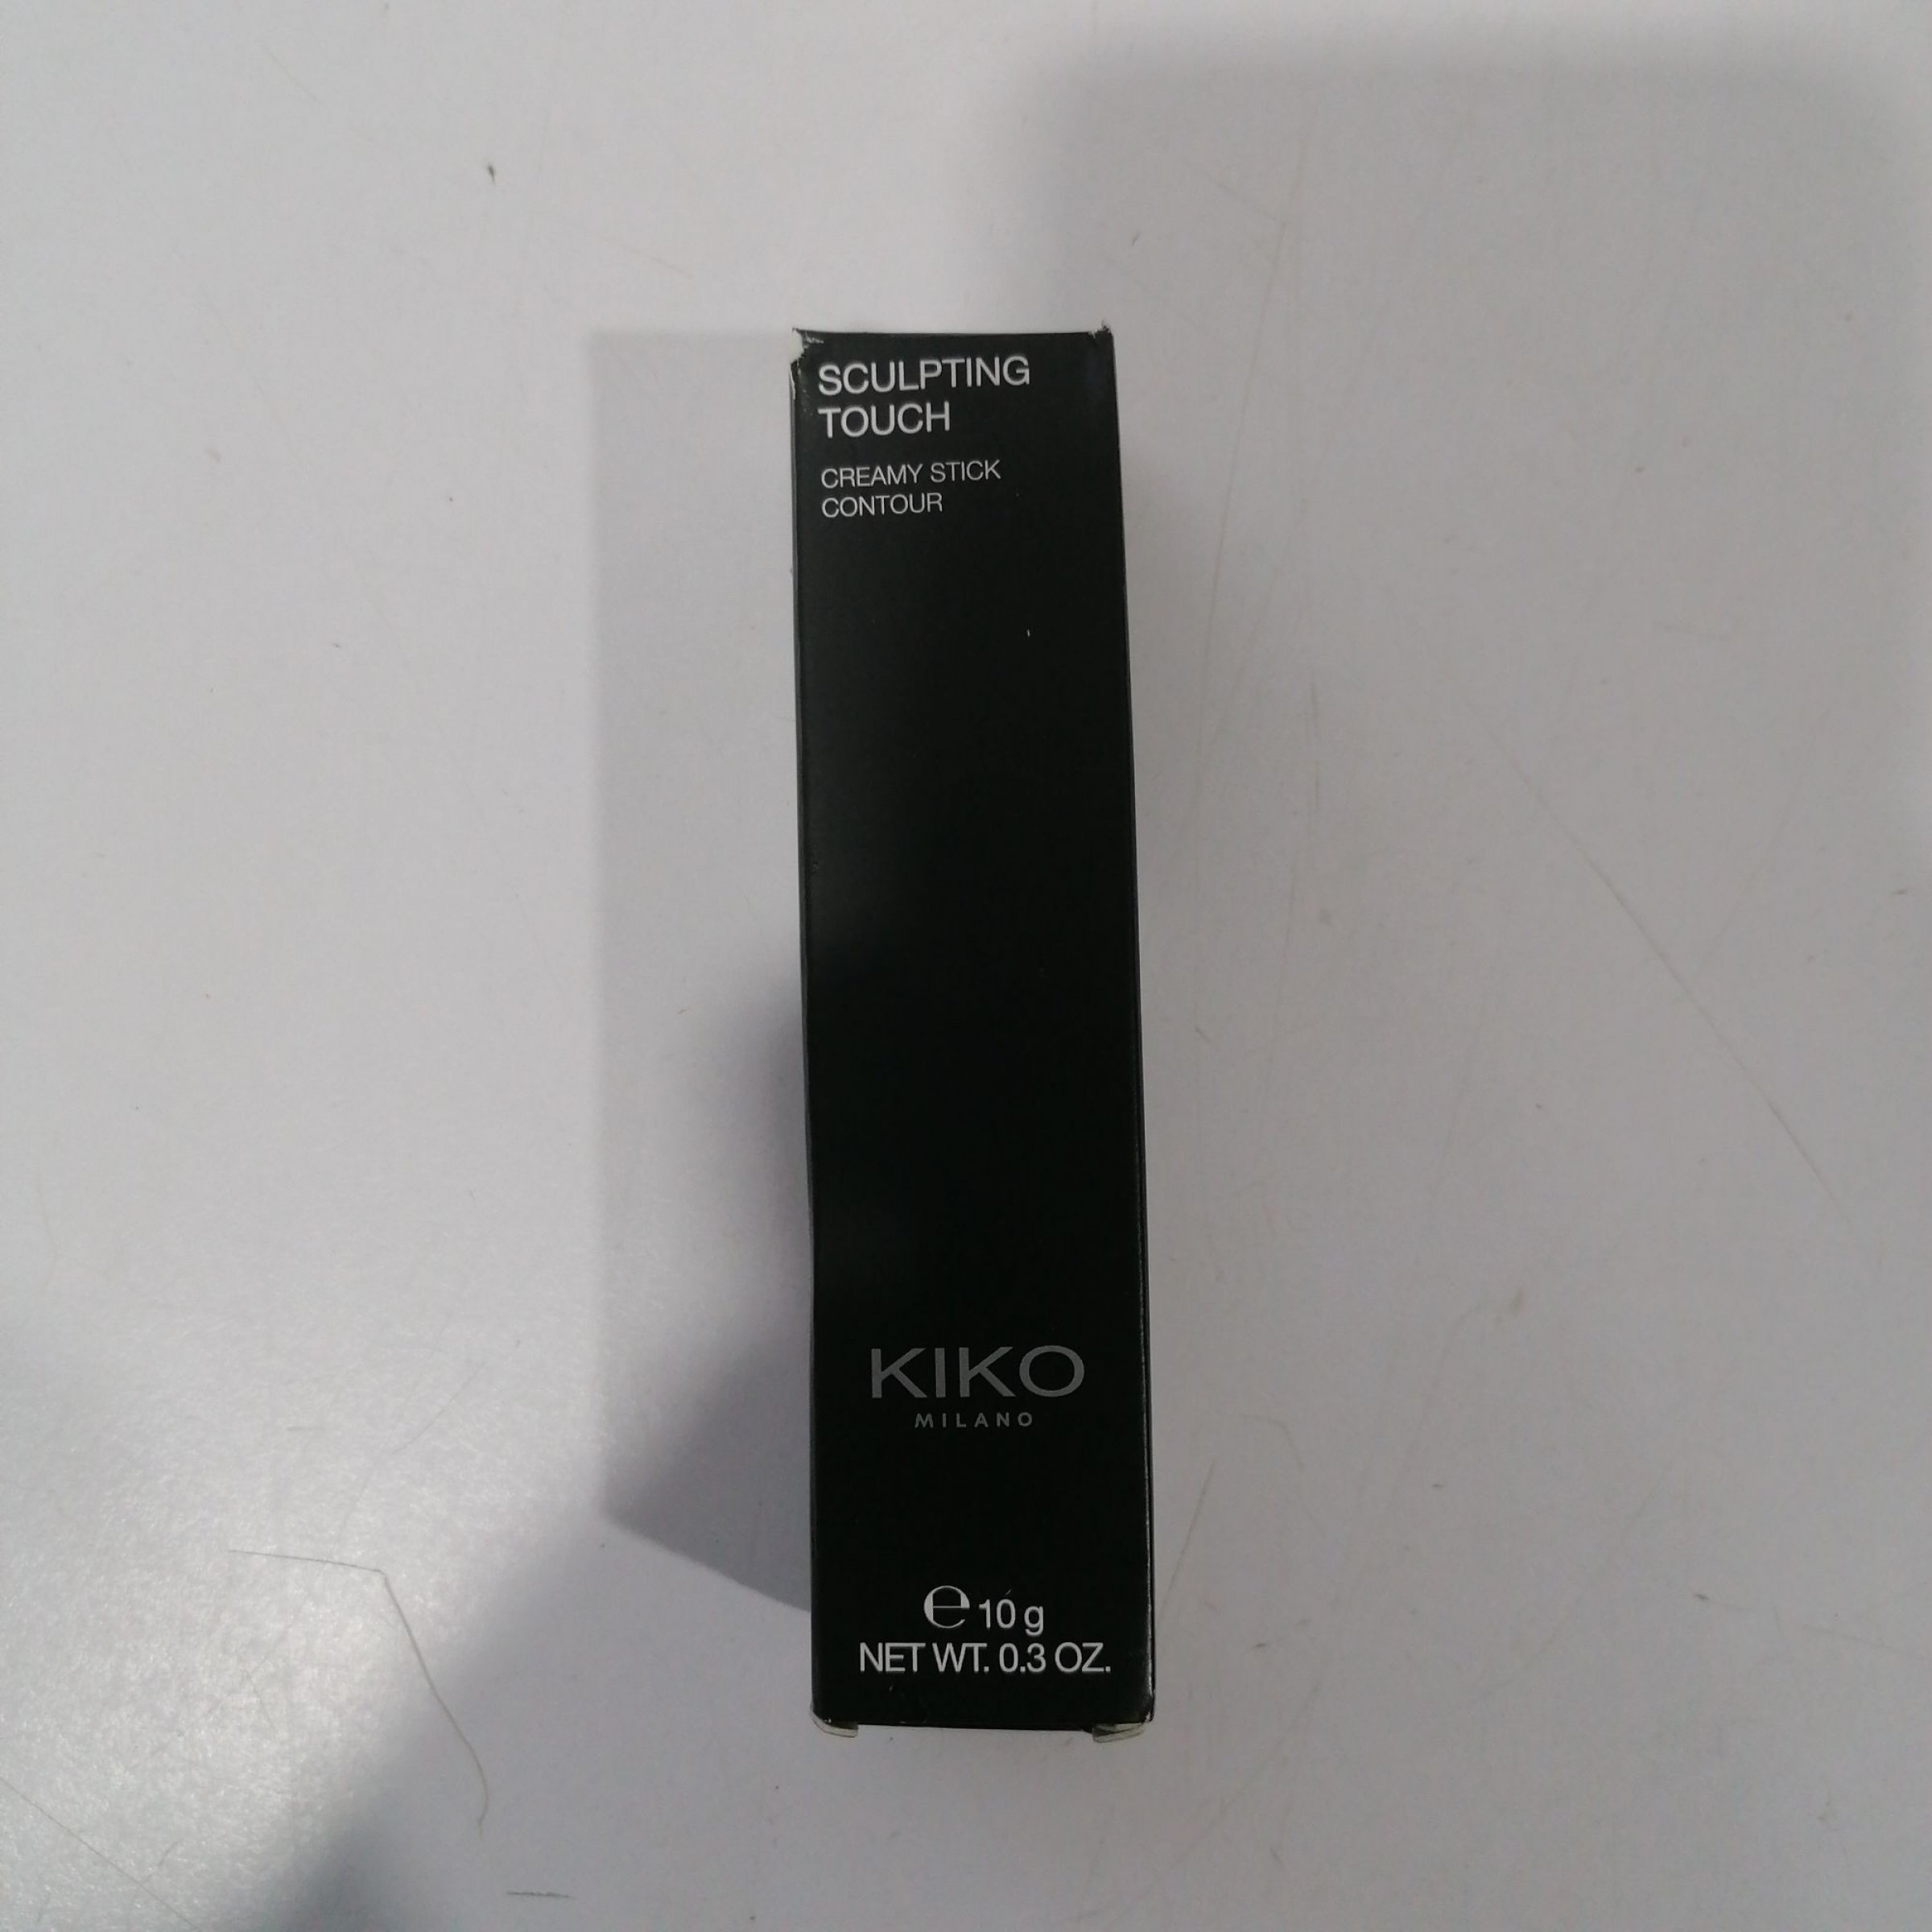 SCULPTING
TOUCH
CREAMY STICK
CONTOUR
KIKO
MILANO
℮ 10 g
NET WT. 0.3 OZ.